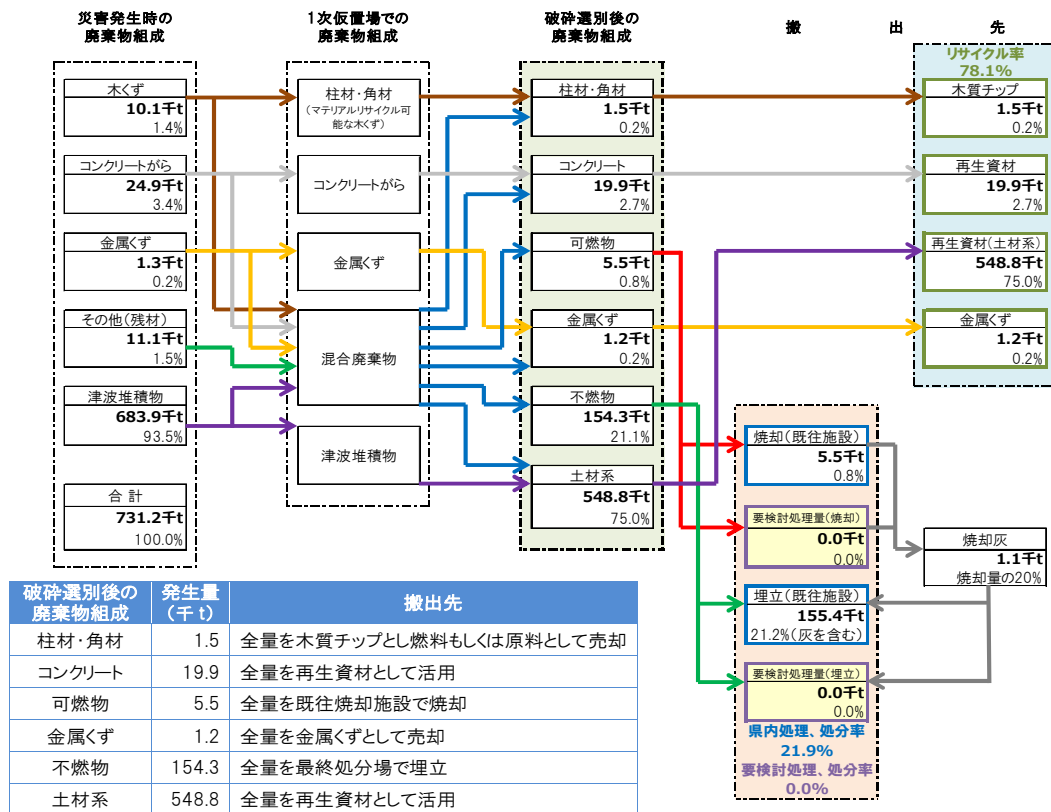 災害発生時の
廃棄物組成
1次仮置場での
廃棄物組成
破砕選別後の
廃棄物組成
搬 出 先
木くず
10.1千t
1.4%
コンクリートがら
24.9千t
3.4%
金属くず
1.3千t
0.2%
その他(残材)
11.1千t
1.5%
津波堆積物
683.9千t
93.5%
合 計
731.2千t
100.0%
柱材・角材
(マテリアルリサイクル可
能な木くず)
コンクリートがら
金属くず
混合廃棄物
津波堆積物
柱材・角材
1.5千t
0.2%
コンクリート
19.9千t
2.7%
可燃物
5.5千t
0.8%
金属くず
1.2千t
0.2%
不燃物
154.3千t
21.1%
土材系
548.8千t
75.0%
リサイクル率
78.1%
木質チップ
1.5千t
0.2%
再生資材
19.9千t
2.7%
再生資材(土材系)
548.8千t
75.0%
金属くず
1.2千t
0.2%
焼却(既往施設)
5.5千t
0.8%
要検討処理量(焼却)
0.0千t
0.0%
埋立(既往施設)
155.4千t
21.2%(灰を含む)
要検討処理量(埋立)
0.0千t
0.0%
県内処理、処分率
21.9%
要検討処理、処分率
0.0%
焼却灰
1.1千t
焼却量の20%
破砕選別後の
廃棄物組成
発生量
(千t)
搬出先
柱材・角材 1.5 全量を木質チップとし燃料もしくは原料として売却
コンクリート 19.9 全量を再生資材として活用
可燃物 5.5 全量を既往焼却施設で焼却
金属くず 1.2 全量を金属くずとして売却
不燃物 154.3 全量を最終処分場で埋立
土材系 548.8 全量を再生資材として活用